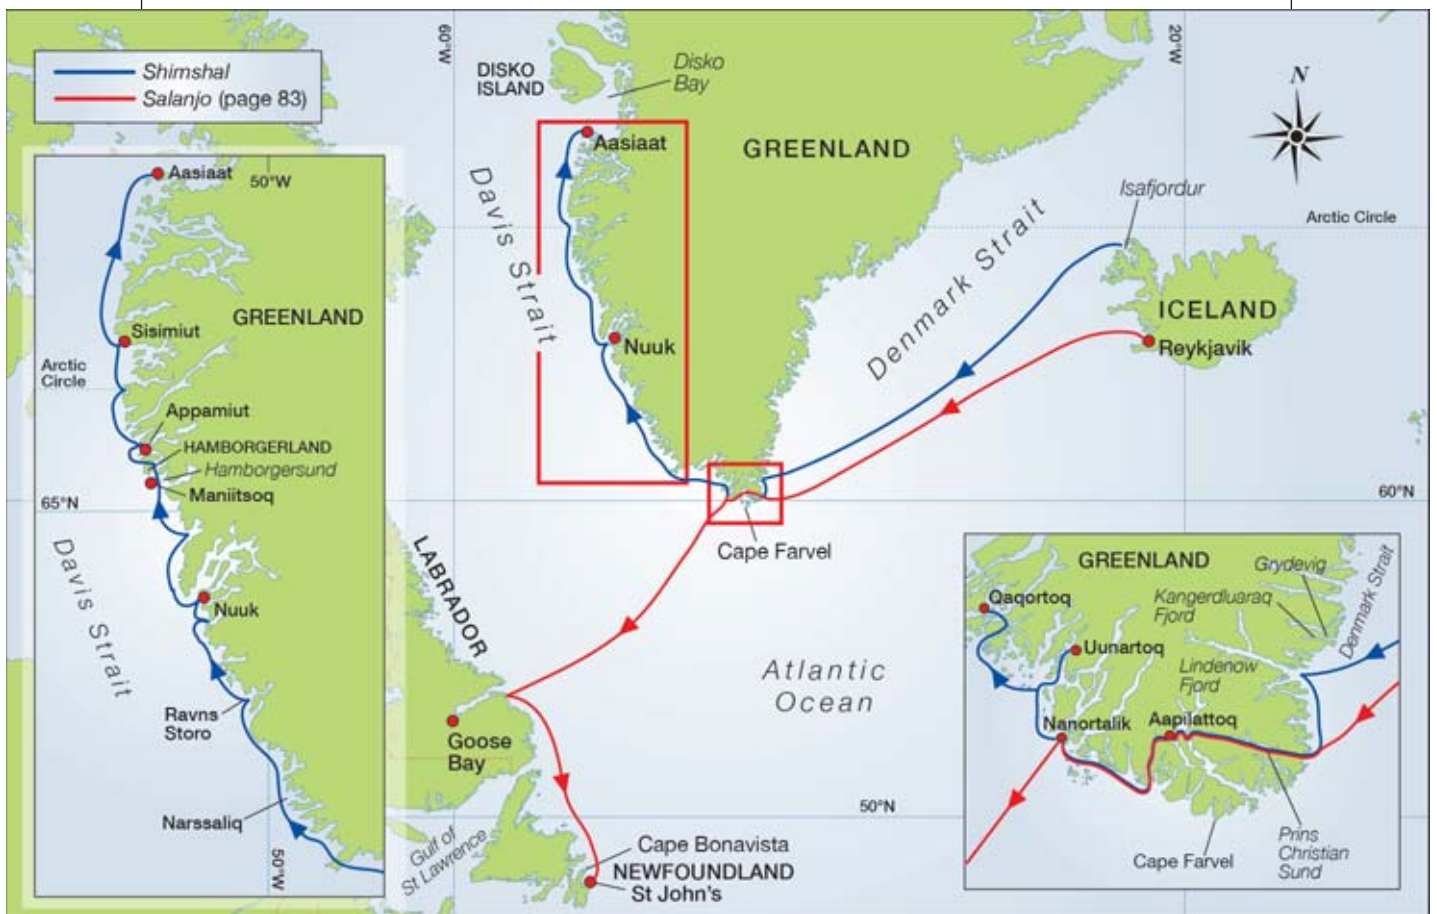 Shimshal
Salanjo (page 83)
60°W
DISKO
ISLAND
Disko
Bay
20°W
N
Aasiaat
GREENLAND
Isafjordur
Arctic Circle
Davis Strait
Denmark Strait
ICELAND
Nuuk
Reykjavik
60°N
Cape Farvel
LABRADOR
Atlantic
Ocean
Goose
Bay
50°N
Gulf of
St Lawrence
Cape Bonavista
NEWFOUNDLAND
St John's
Aasiaat
50°W
GREENLAND
Sisimiut
Arctic
Circle
Appamiut
HAMBORGERLAND
Hamborgersund
Maniitsoq
65°N
Davis Strait
Nuuk
Ravns
Storo
Narssaliq
50°W
GREENLAND
Grydevig
Denmark Strait
Qaqortoq
Kangerdluaraq
Fjord
Uunartoq
Lindenow
Fjord
Nanortalik
Aapilattoq
Cape Farvel
Prins
Christian
Sund